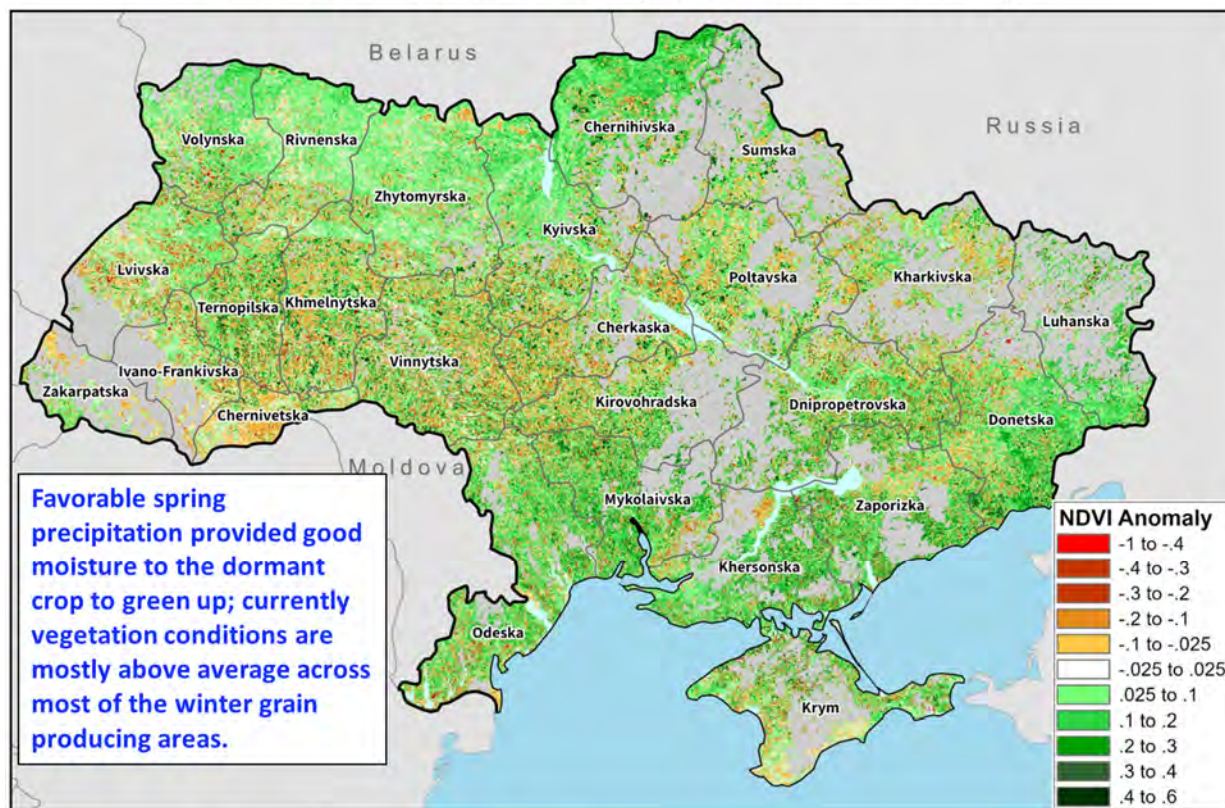 Belarus
Russia
Volynska
Rivnenska
Chernihivska
Sumska
Zhytomyrska
Kyivska
Lvivska
Ternopilska
Khmelnytska
Poltavska
Kharkivska
Cherkaska
Luhanska
Vinnytska
Ivano-Frankivska
Zakarpatska
Chernivetska
Kirovohradska
Dnipropetrovska
Donetska
Moldova
Mykolaivska
Zaporizka
Khersonska
Odeska
Krym
Favorable spring
precipitation provided good
moisture to the dormant
crop to green up; currently
vegetation conditions are
mostly above average across
most of the winter grain
producing areas.
NDVI Anomaly
-1 to -.4
-.4 to -.3
-.3 to -.2
-.2 to -.1
-.1 to -.025
-.025 to .025
.025 to .1
.1 to .2
.2 to .3
.3 to .4
.4 to .6